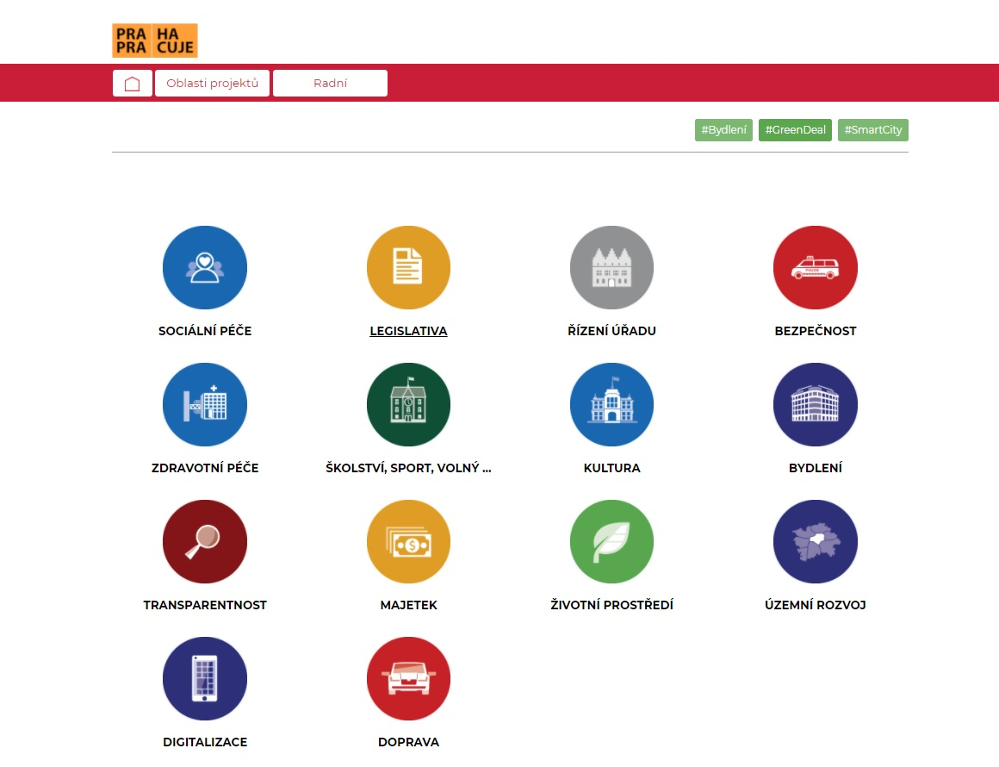 PRA HA
PRA CUJE
Oblasti projektů
Radní
#Bydlení
#GreenDeal
#SmartCity
SOCIÁLNÍ PÉČE
LEGISLATIVA
ŘÍZENÍ ÚŘADU
BEZPEČNOST
ZDRAVOTNÍ PÉČE
ŠKOLSTVÍ, SPORT, VOLNÝ ...
KULTURA
BYDLENÍ
TRANSPARENTNOST
MAJETEK
ŽIVOTNÍ PROSTŘEDÍ
ÚZEMNÍ ROZVOJ
DIGITALIZACE
DOPRAVA